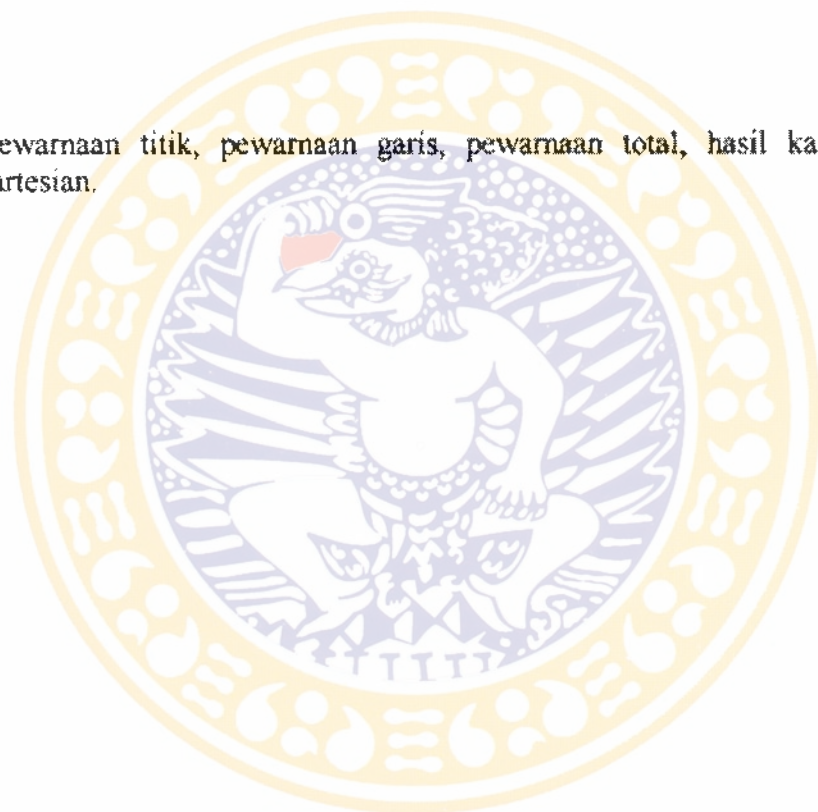 ewarnaan titik, pewarnaan garis, pewarnaan total, hasil ka
rtesian.